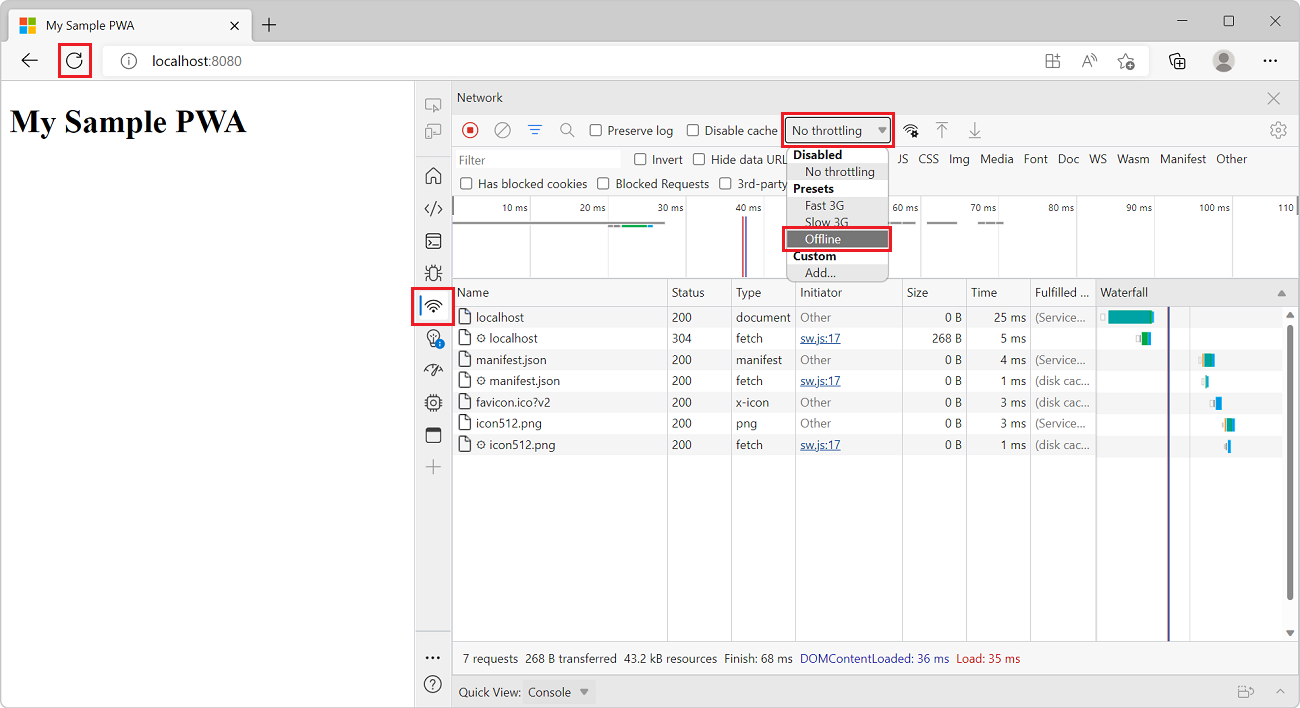 My Sample PWA
localhost:8080
My Sample PWA
Network
Preserve log Disable cache No throttling
Filter Invert Hide data URL JS CSS Img Media Font Doc WS Wasm Manifest Other
Has blocked cookies Blocked Requests 3rd-party
Disabled
No throttling
Presets
Fast 3G
Slow 3G
Offline
Custom
Add...
10 ms 20 ms 30 ms 40 ms 60 ms 70 ms 80 ms 90 ms 100 ms 110
Name Status Type Initiator Size Time Fulfilled ... Waterfall
localhost 200 document Other 0 B 25 ms (Service...
localhost 304 fetch sw.js:17 268 B 5 ms
manifest.json 200 manifest Other 0 B 4 ms (Service...
manifest.json 200 fetch sw.js:17 0 B 1 ms (disk cac...
favicon.ico?v2 200 x-icon Other 0 B 3 ms (disk cac...
icon512.png 200 png Other 0 B 3 ms (Service...
icon512.png 200 fetch sw.js:17 0 B 1 ms (disk cac...
7 requests 268 B transferred 43.2 kB resources Finish: 68 ms DOMContentLoaded: 36 ms Load: 35 ms
Quick View: Console